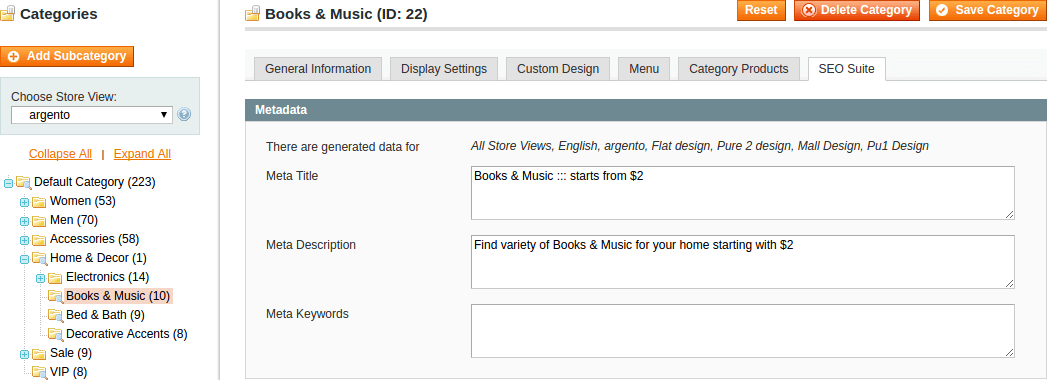 Categories
Add Subcategory
Choose Store View:
argento
Collapse All | Expand All
Default Category (223)
Women (53)
Men (70)
Accessories (58)
Home & Decor (1)
Electronics (14)
Books & Music (10)
Bed & Bath (9)
Decorative Accents (8)
Sale (9)
VIP (8)
Books & Music (ID: 22)
Reset Delete Category Save Category
General Information Display Settings Custom Design Menu Category Products SEO Suite
Metadata
There are generated data for All Store Views, English, argento, Flat design, Pure 2 design, Mall Design, Pu1 Design
Meta Title Books & Music ::: starts from $2
Meta Description Find variety of Books & Music for your home starting with $2
Meta Keywords